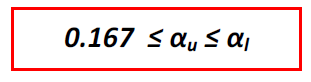 0.167 ≤ αᵤ ≤ αₗ